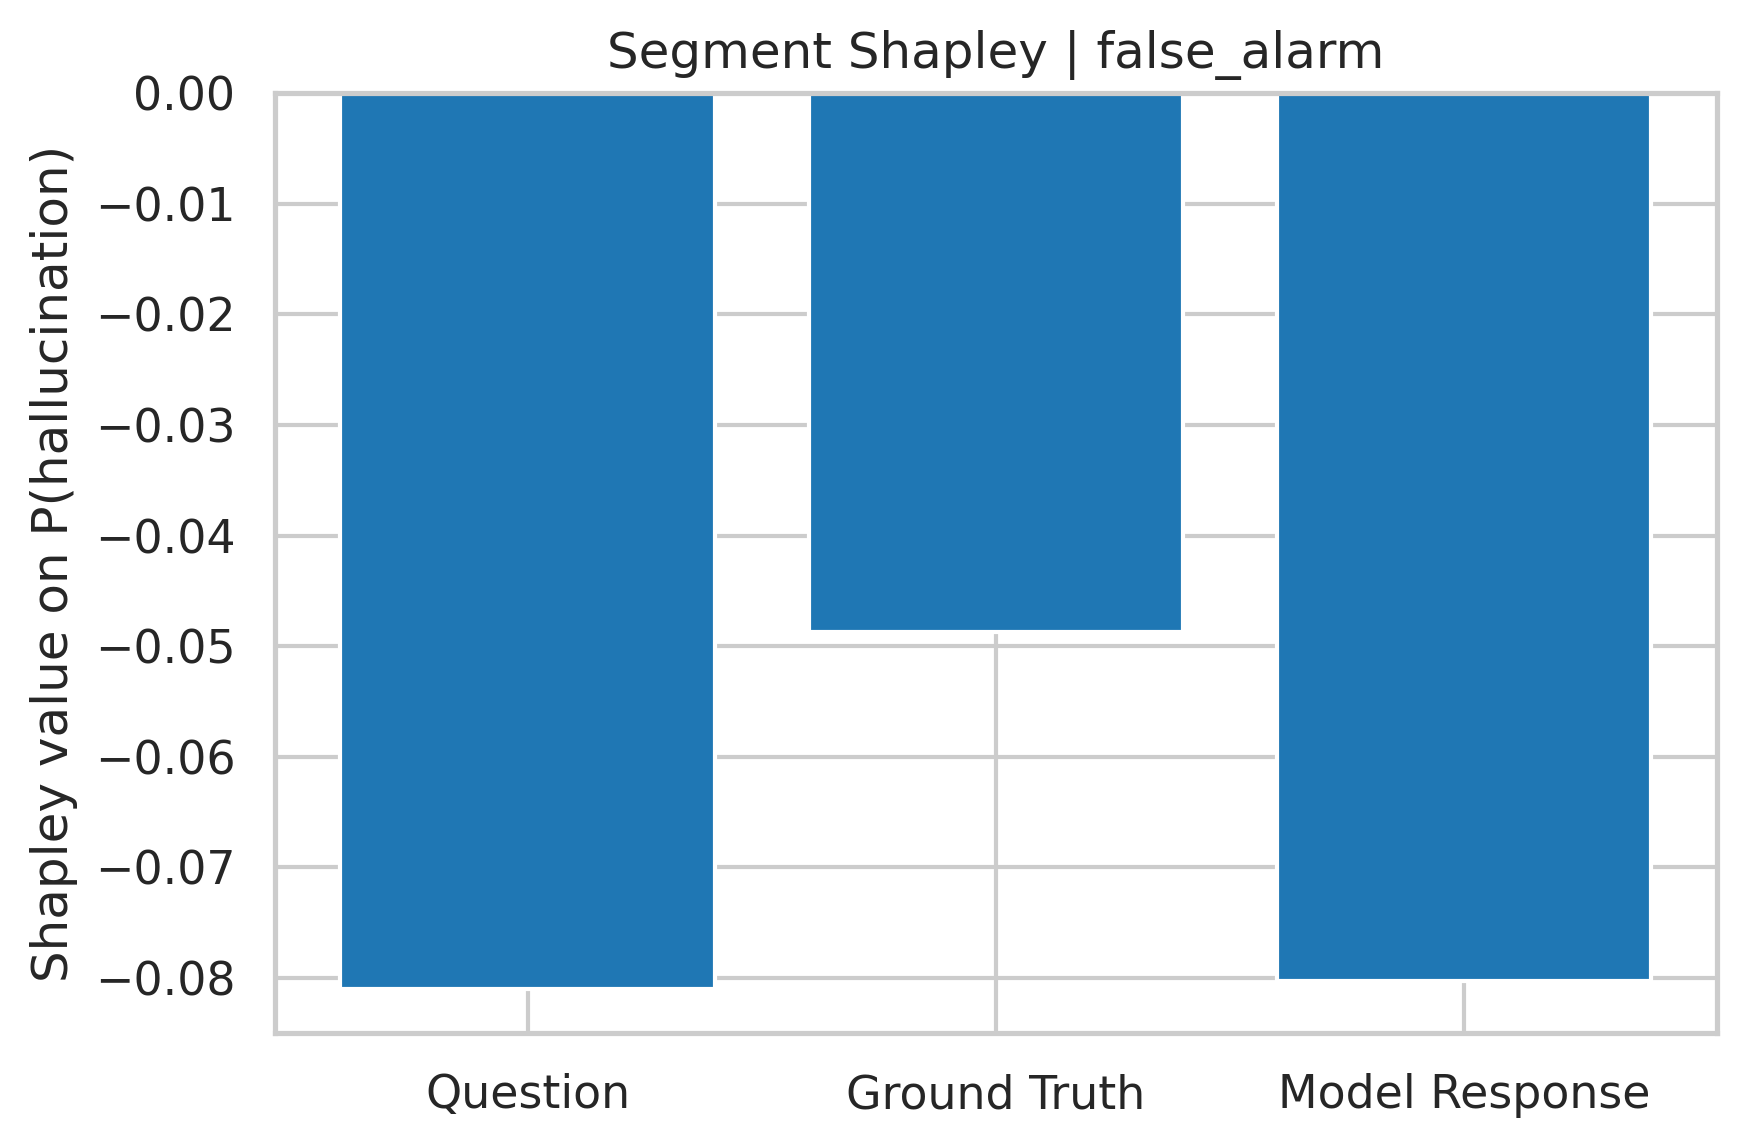 Segment Shapley | false_alarm
Shapley value on P(hallucination)
0.00
−0.01
−0.02
−0.03
−0.04
−0.05
−0.06
−0.07
−0.08
Question
Ground Truth
Model Response